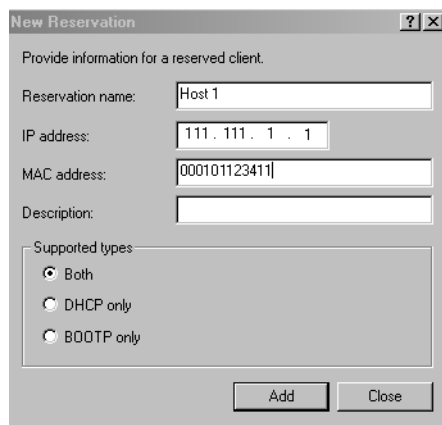 New Reservation ? X
Provide information for a reserved client.
Reservation name: Host 1
IP address: 111 . 111 . 1 . 1
MAC address: 000101123411
Description:
Supported types
Both
DHCP only
BOOTP only
Add Close